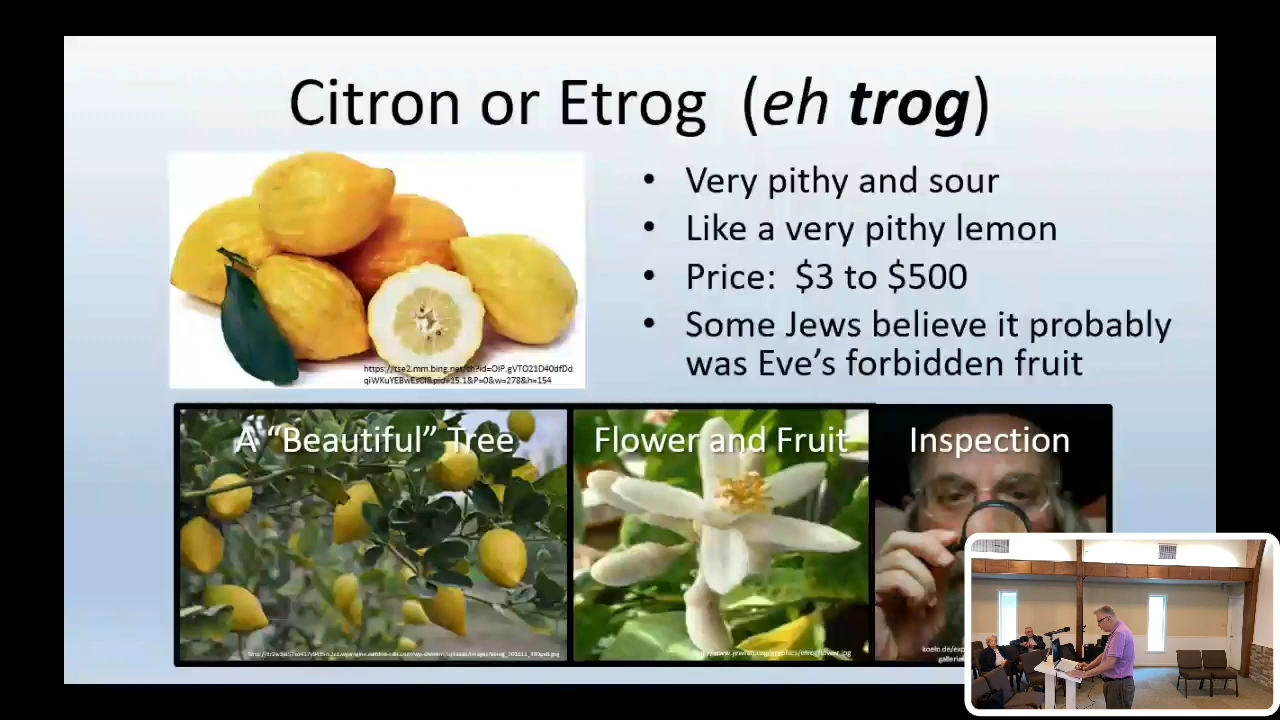 Citron or Etrog (eh trog)
• Very pithy and sour
• Like a very pithy lemon
• Price: $3 to $500
• Some Jews believe it probably
was Eve's forbidden fruit
A “Beautiful” Tree
Flower and Fruit
Inspection